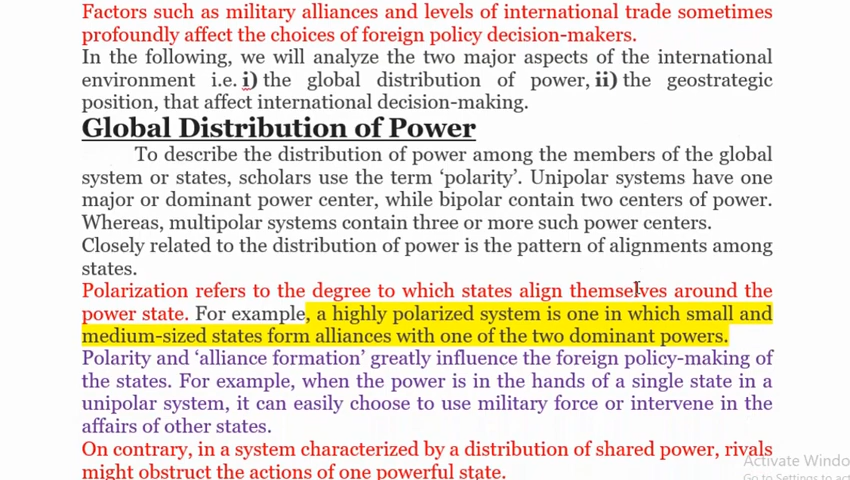 Factors such as military alliances and levels of international trade sometimes
profoundly affect the choices of foreign policy decision-makers.
In the following, we will analyze the two major aspects of the international
environment i.e. i) the global distribution of power, ii) the geostrategic
position, that affect international decision-making.
Global Distribution of Power
To describe the distribution of power among the members of the global
system or states, scholars use the term ‘polarity’. Unipolar systems have one
major or dominant power center, while bipolar contain two centers of power.
Whereas, multipolar systems contain three or more such power centers.
Closely related to the distribution of power is the pattern of alignments among
states.
Polarization refers to the degree to which states align themselves around the
power state. For example, a highly polarized system is one in which small and
medium-sized states form alliances with one of the two dominant powers.
Polarity and ‘alliance formation’ greatly influence the foreign policy-making of
the states. For example, when the power is in the hands of a single state in a
unipolar system, it can easily choose to use military force or intervene in the
affairs of other states.
On contrary, in a system characterized by a distribution of shared power, rivals
might obstruct the actions of one powerful state.
Activate Windo
Go to Settings to act